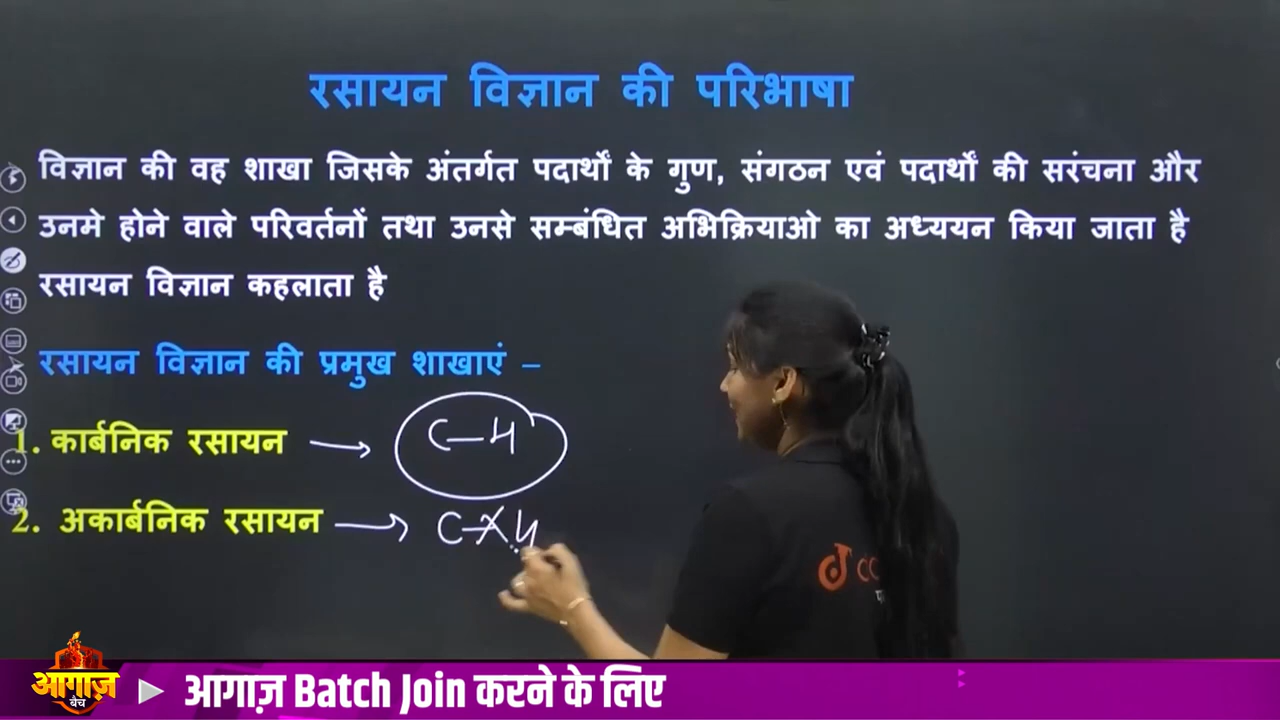 रसायन विज्ञान की परिभाषा
विज्ञान की वह शाखा जिसके अंतर्गत पदार्थों के गुण, संगठन एवं पदार्थों की सरंचना और
उनमे होने वाले परिवर्तनों तथा उनसे सम्बंधित अभिक्रियाओ का अध्ययन किया जाता है
रसायन विज्ञान कहलाता है
रसायन विज्ञान की प्रमुख शाखाएं –
1. कार्बनिक रसायन → C–H
2. अकार्बनिक रसायन → C–X H
आगाज़
बैच
आगाज़ Batch Join करने के लिए